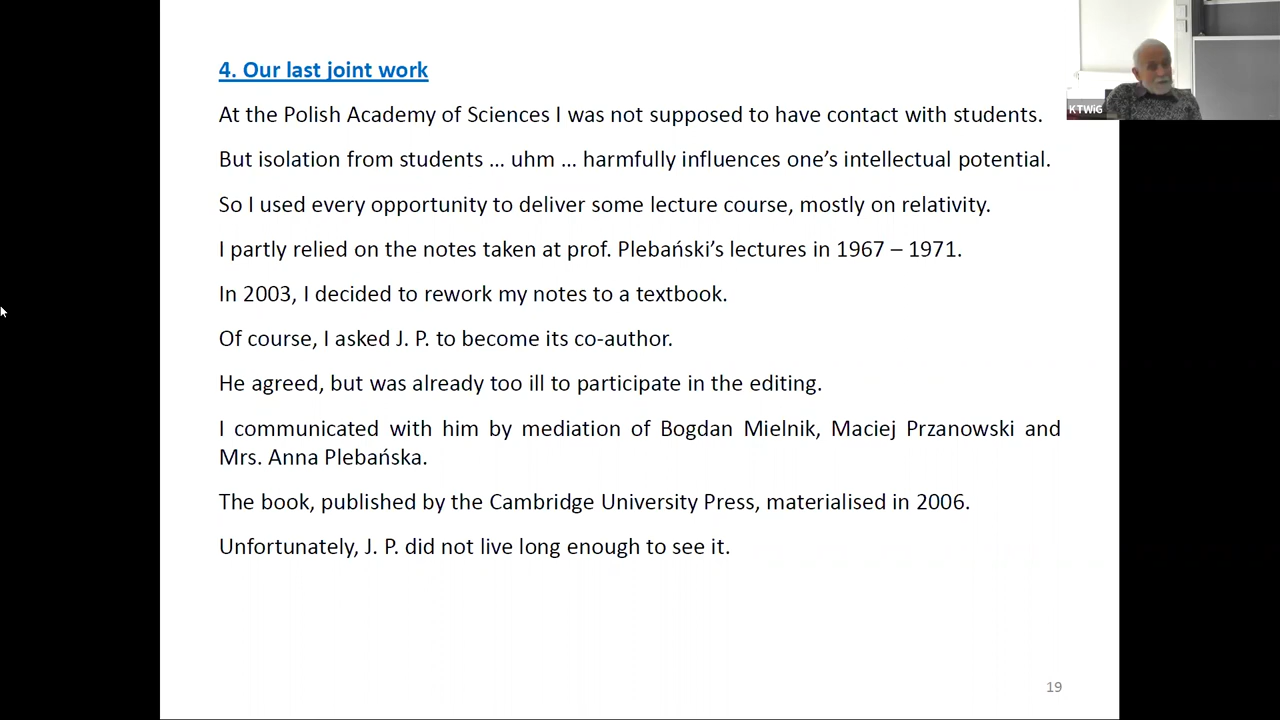 4. Our last joint work
At the Polish Academy of Sciences I was not supposed to have contact with students.
But isolation from students … uhm … harmfully influences one’s intellectual potential.
So I used every opportunity to deliver some lecture course, mostly on relativity.
I partly relied on the notes taken at prof. Plebański’s lectures in 1967 – 1971.
In 2003, I decided to rework my notes to a textbook.
Of course, I asked J. P. to become its co-author.
He agreed, but was already too ill to participate in the editing.
I communicated with him by mediation of Bogdan Mielnik, Maciej Przanowski and
Mrs. Anna Plebańska.
The book, published by the Cambridge University Press, materialised in 2006.
Unfortunately, J. P. did not live long enough to see it.
19
KTWiG